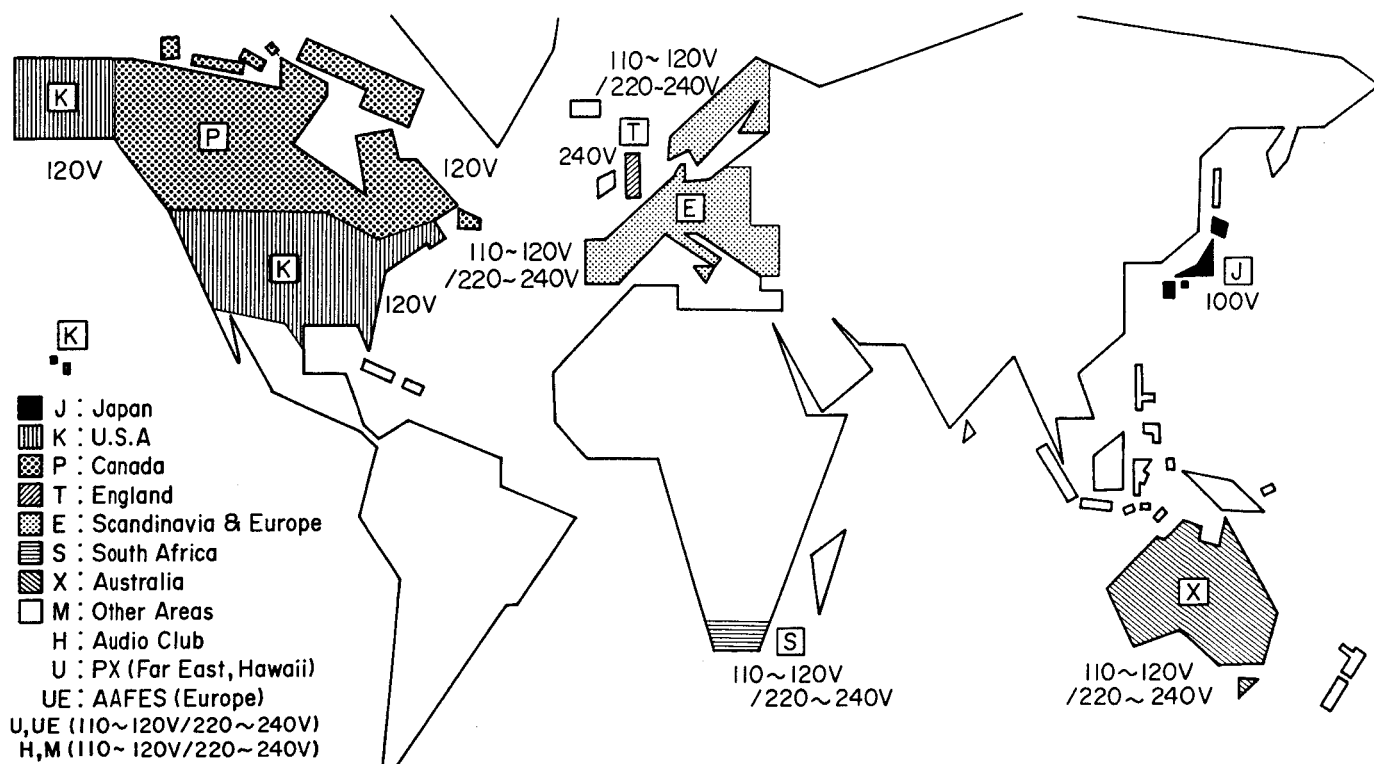 110~120V
/220-240V
K
P
T
120V
120V
240V
E
110~120V
/220~240V
K
J
120V
100V
K
J : Japan
K : U.S.A
P : Canada
T : England
E : Scandinavia & Europe
S : South Africa
X : Australia
M : Other Areas
H : Audio Club
U : PX (Far East, Hawaii)
UE : AAFES (Europe)
U,UE (110~120V/220~240V)
H,M (110~120V/220~240V)
X
S
110~120V
/220~240V
110~120V
/220~240V